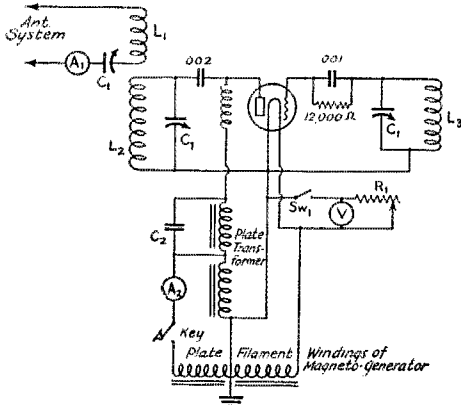 Ant.
System
L1
A1
C1
.002
.001
L2
C1
12,000 Ω
C1
L3
Sw1
V
R1
C2
Plate Trans-
former
A2
Key
Plate Filament Windings of
Magneto-Generator